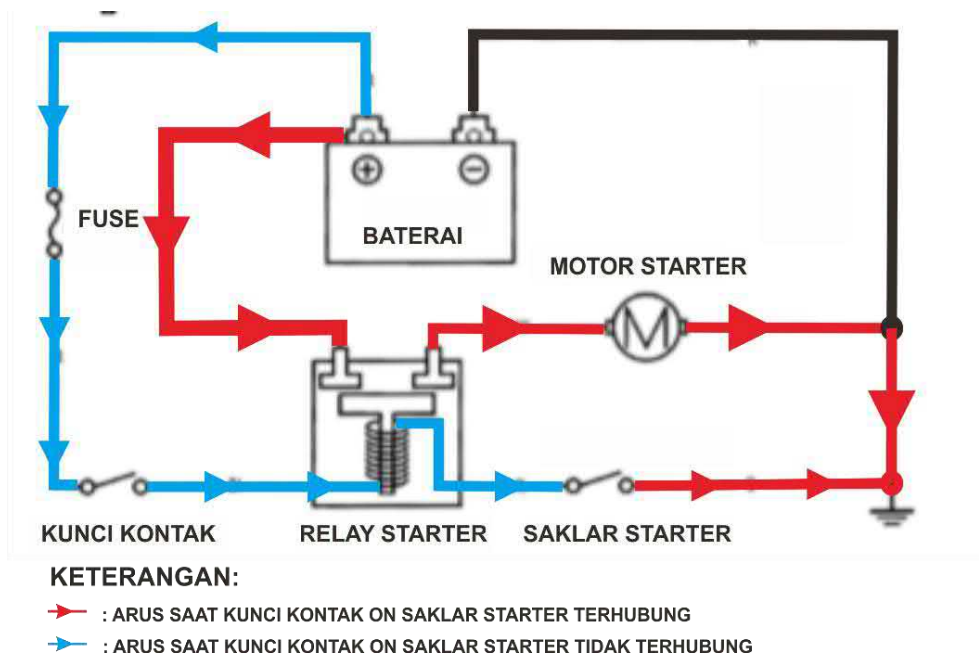 FUSE
+
−
BATERAI
MOTOR STARTER
M
KUNCI KONTAK
RELAY STARTER
SAKLAR STARTER
KETERANGAN:
: ARUS SAAT KUNCI KONTAK ON SAKLAR STARTER TERHUBUNG
: ARUS SAAT KUNCI KONTAK ON SAKLAR STARTER TIDAK TERHUBUNG